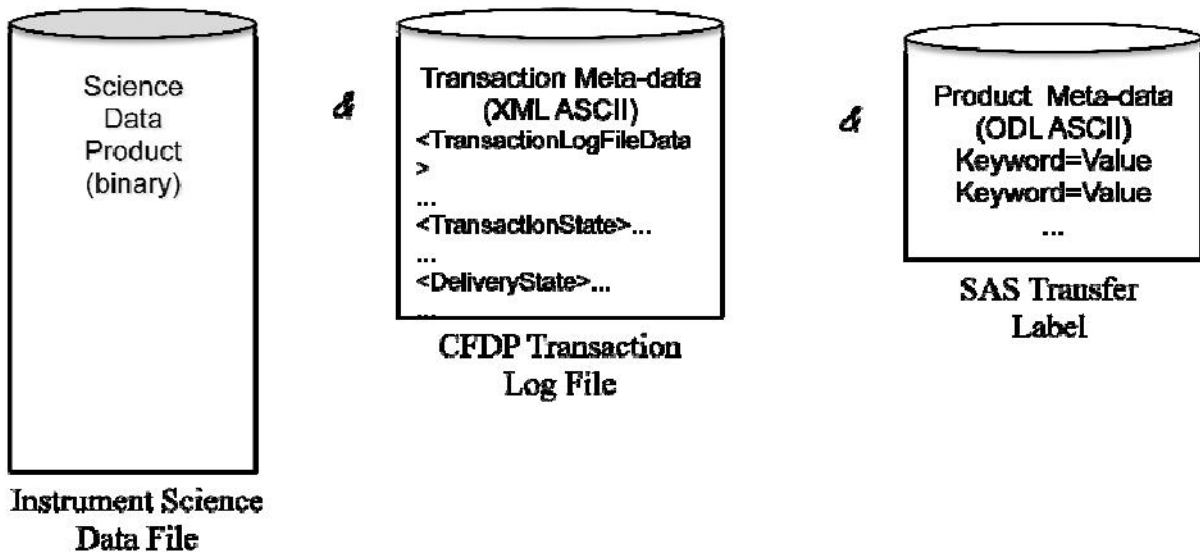 Science
Data
Product
(binary)
Instrument Science
Data File
&
Transaction Meta-data
(XML ASCII)
<TransactionLogFileData
>
...
<TransactionState>...
...
<DeliveryState>...
...
CFDP Transaction
Log File
&
Product Meta-data
(ODL ASCII)
Keyword=Value
Keyword=Value
...
SAS Transfer
Label